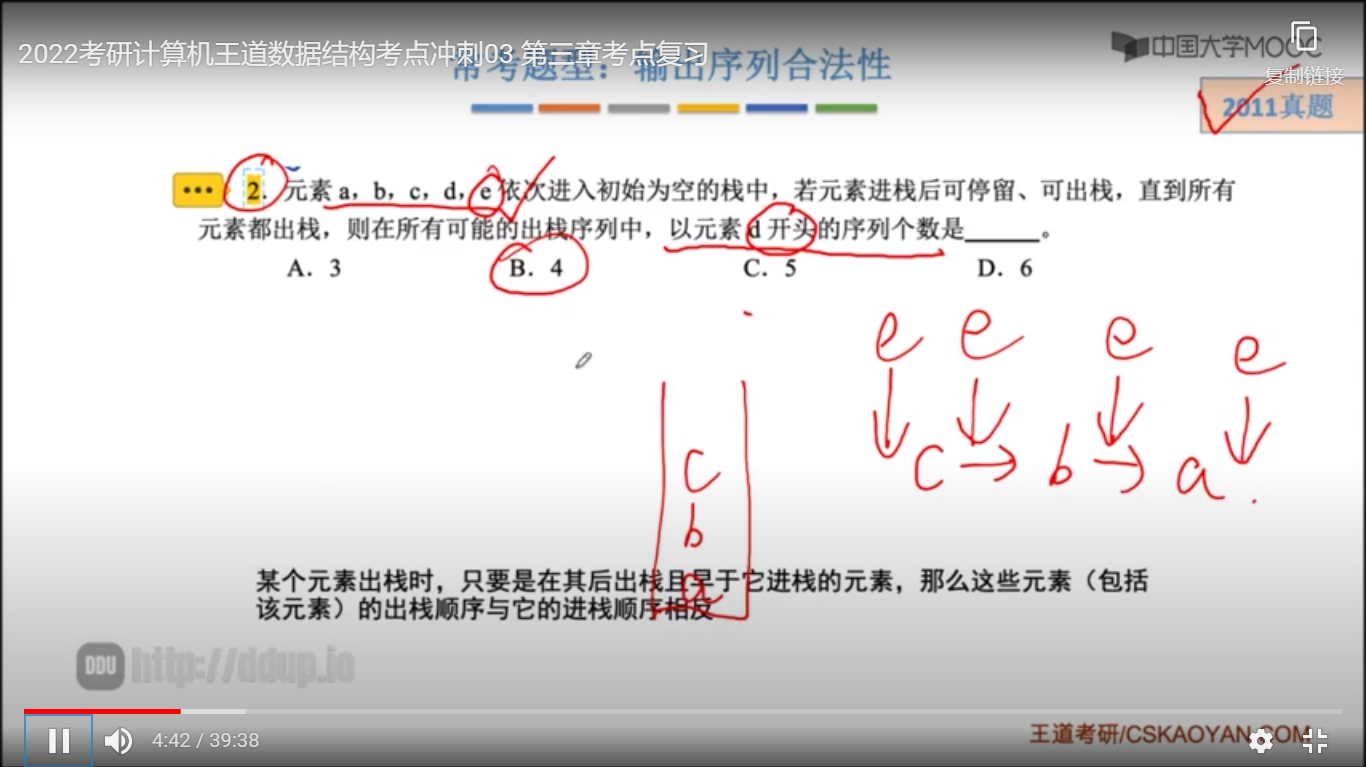 2022考研计算机王道数据结构考点冲刺03 第三章考点复习
常考题型：输出序列合法性
中国大学MOOC
复制链接
2011真题
2. 元素 a，b，c，d，e 依次进入初始为空的栈中，若元素进栈后可停留、可出栈，直到所有
元素都出栈，则在所有可能的出栈序列中，以元素 d 开头的序列个数是______。
A．3 B．4 C．5 D．6
e e e e
c b a
c
b
a
某个元素出栈时，只要是在其后出栈且早于它进栈的元素，那么这些元素（包括
该元素）的出栈顺序与它的进栈顺序相反
DDU http://ddup.io
王道考研/CSKAOYAN.COM
4:42 / 39:38